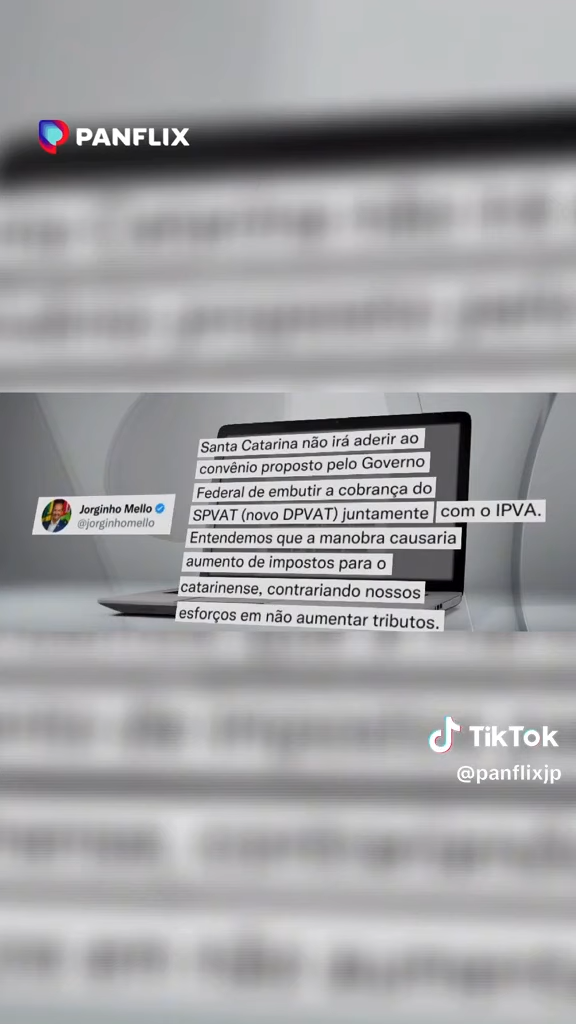 PANFLIX
Santa Catarina não irá aderir ao
convênio proposto pelo Governo
Federal de embutir a cobrança do
SPVAT (novo DPVAT) juntamente com o IPVA.
Entendemos que a manobra causaria
aumento de impostos para o
catarinense, contrariando nossos
esforços em não aumentar tributos.
Jorginho Mello
@jorginhomello
TikTok
@panflixjp